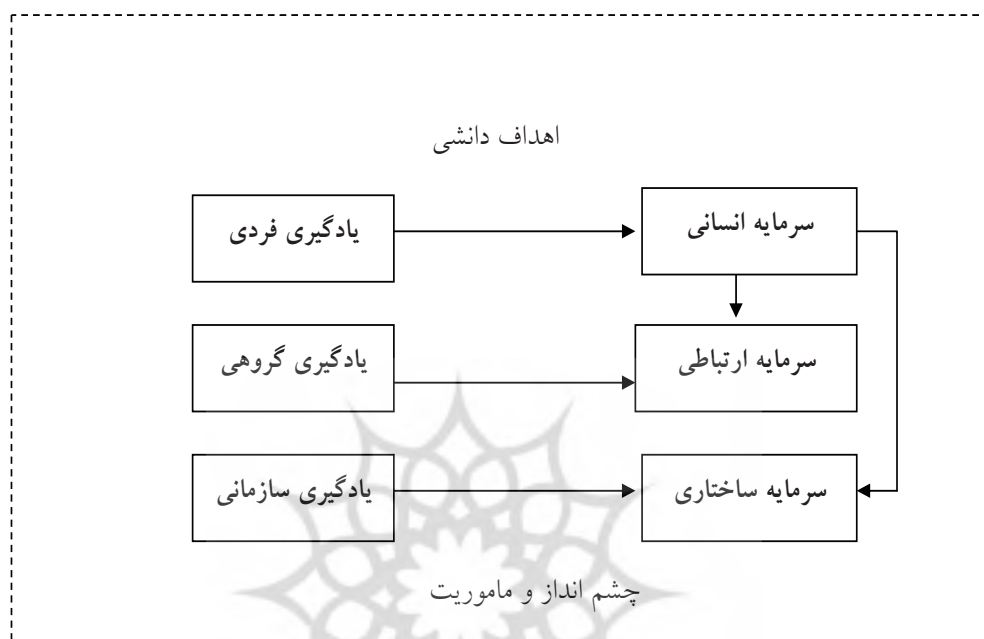 اهداف دانشی
سرمایه انسانی
یادگیری فردی
سرمایه ارتباطی
یادگیری گروهی
سرمایه ساختاری
یادگیری سازمانی
چشم انداز و ماموریت